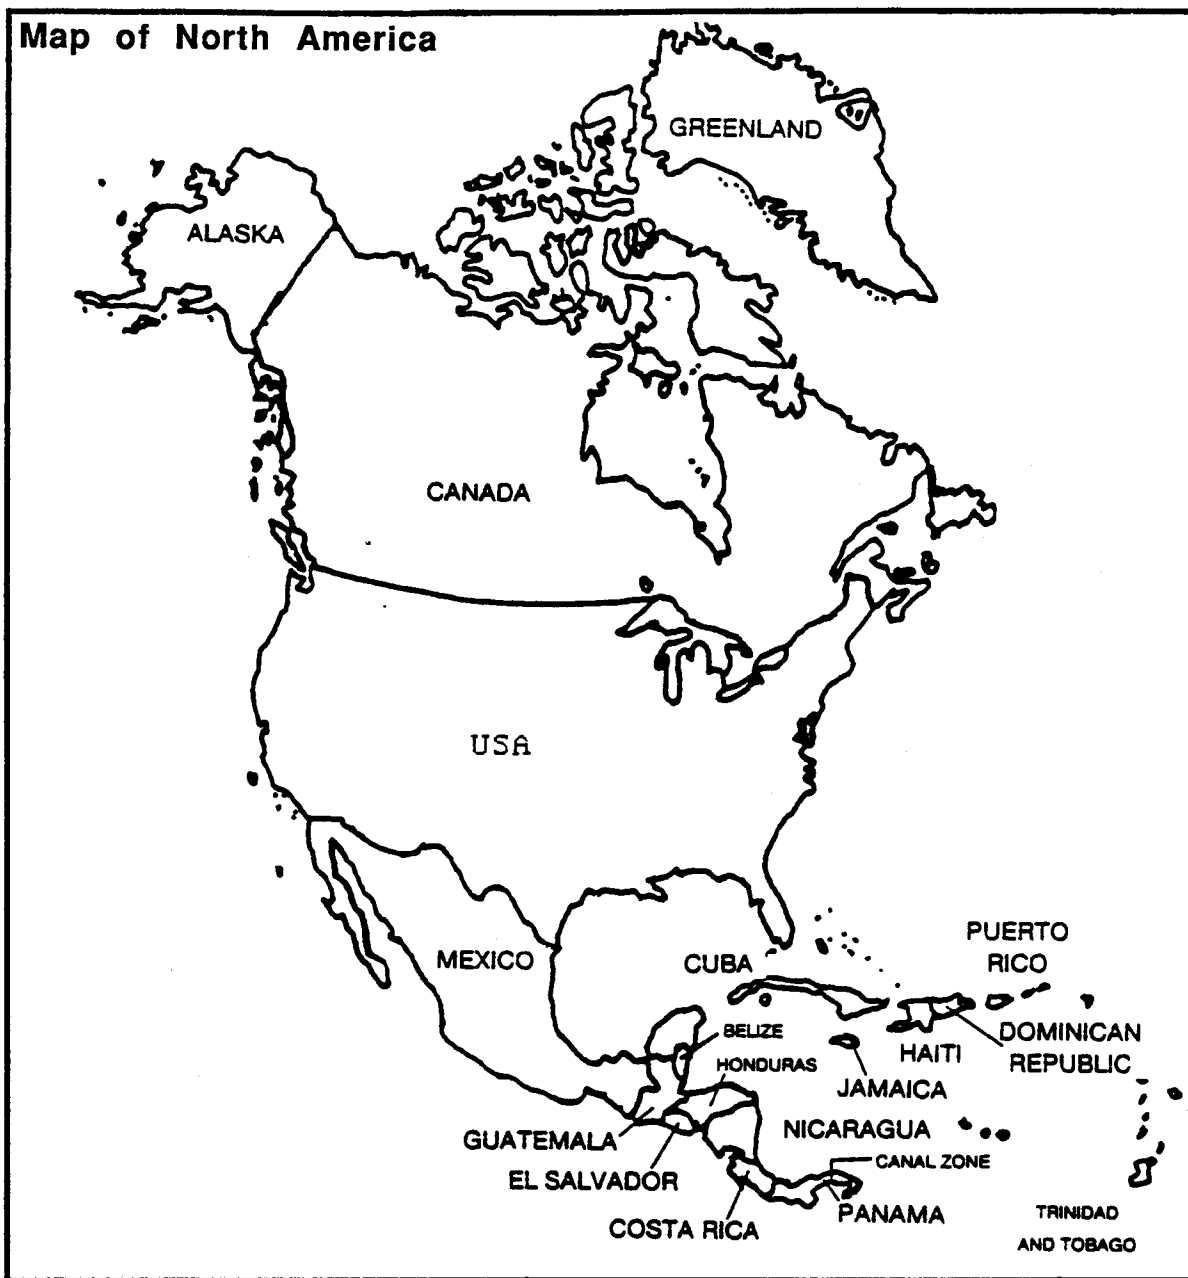 Map of North America
GREENLAND
ALASKA
CANADA
USA
MEXICO
CUBA
PUERTO
RICO
BELIZE
HAITI
DOMINICAN
REPUBLIC
HONDURAS
JAMAICA
GUATEMALA
NICARAGUA
EL SALVADOR
CANAL ZONE
COSTA RICA
PANAMA
TRINIDAD
AND TOBAGO